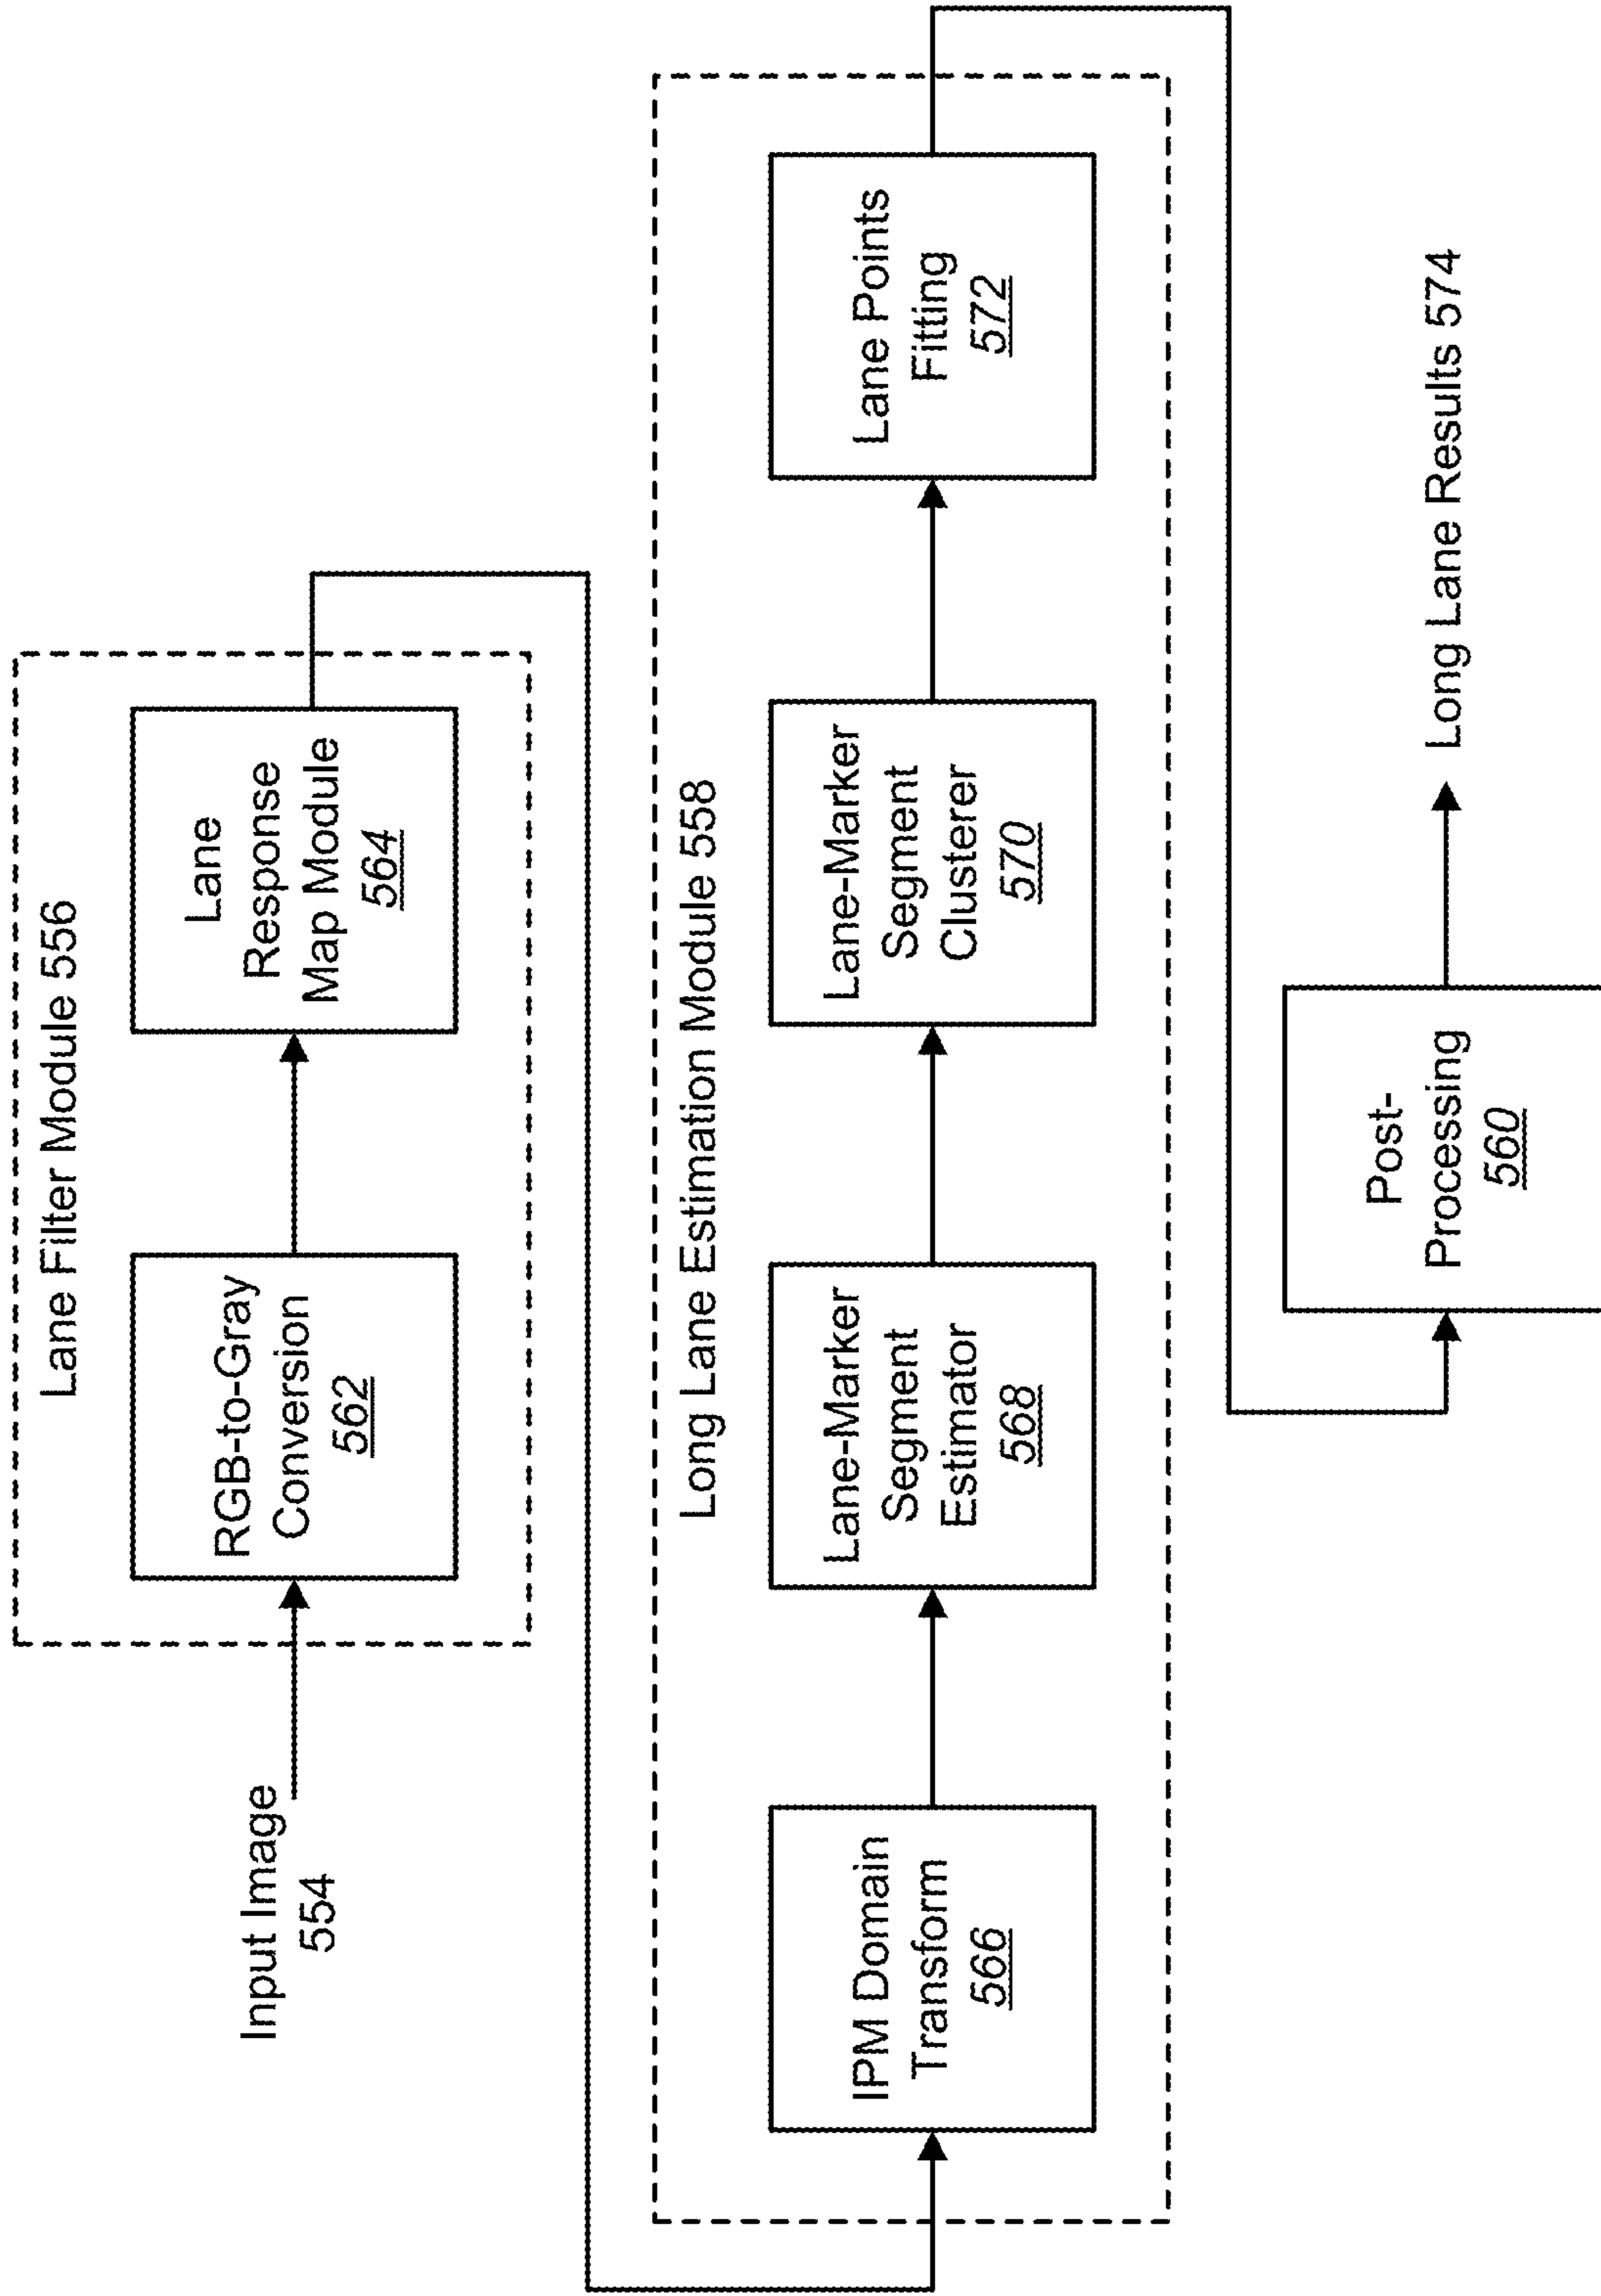 Lane Filter Module 556
Input Image
554
RGB-to-Gray
Conversion
562
Lane
Response
Map Module
564
Long Lane Estimation Module 558
IPM Domain
Transform
566
Lane-Marker
Segment
Estimator
568
Lane-Marker
Segment
Clusterer
570
Lane Points
Fitting
572
Post-
Processing
560
Long Lane Results 574